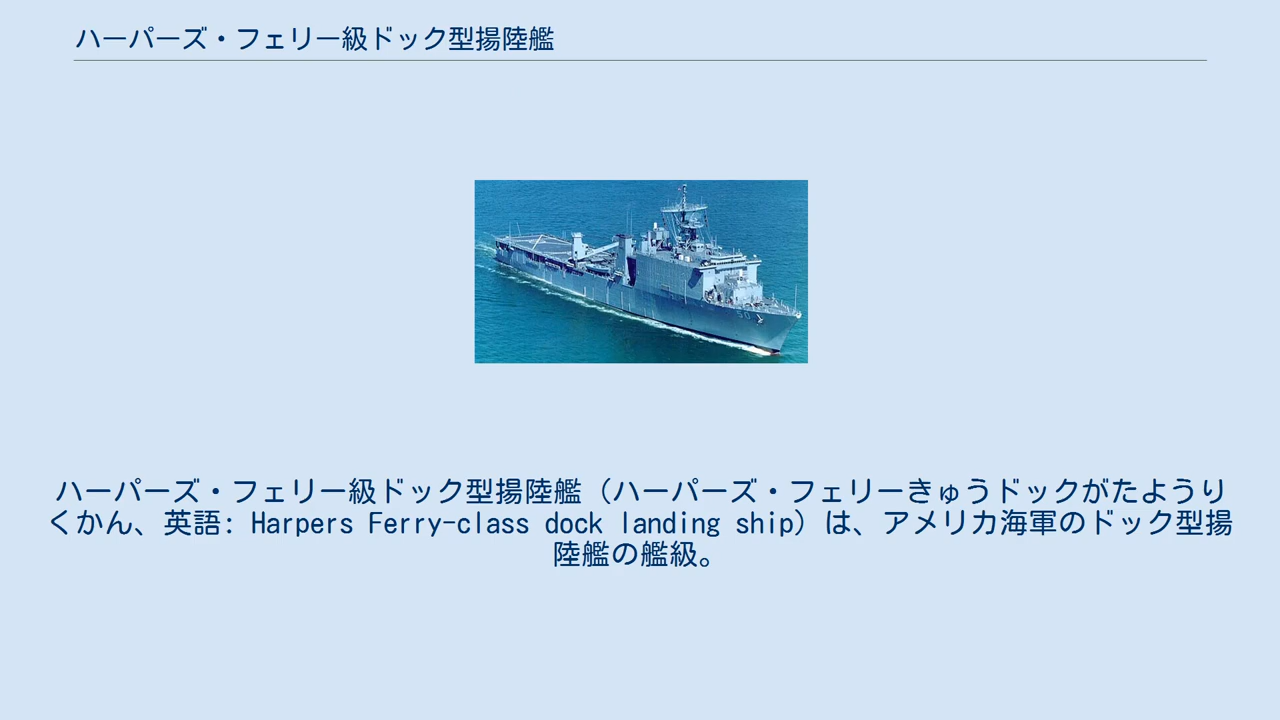 ハーパーズ・フェリー級ドック型揚陸艦
50
ハーパーズ・フェリー級ドック型揚陸艦（ハーパーズ・フェリーきゅうドックがたようり
くかん、英語: Harpers Ferry-class dock landing ship）は、アメリカ海軍のドック型揚
陸艦の艦級。